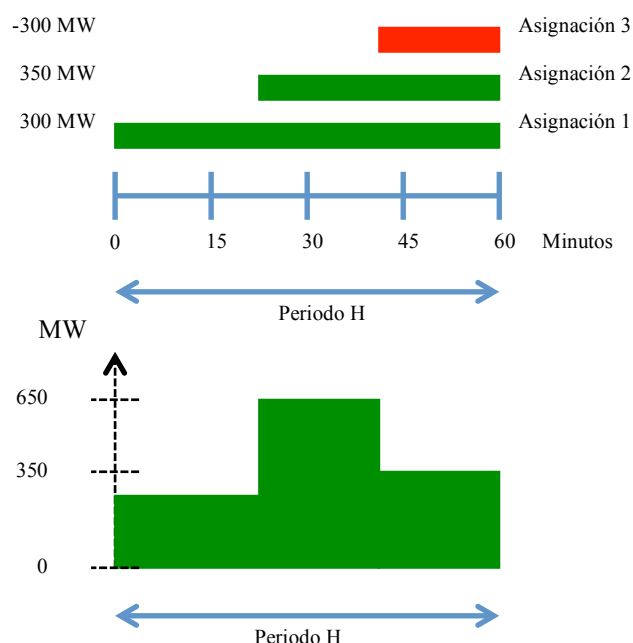 -300 MW Asignación 3
350 MW Asignación 2
300 MW Asignación 1
0 15 30 45 60 Minutos
Periodo H
MW
650
350
0
Periodo H